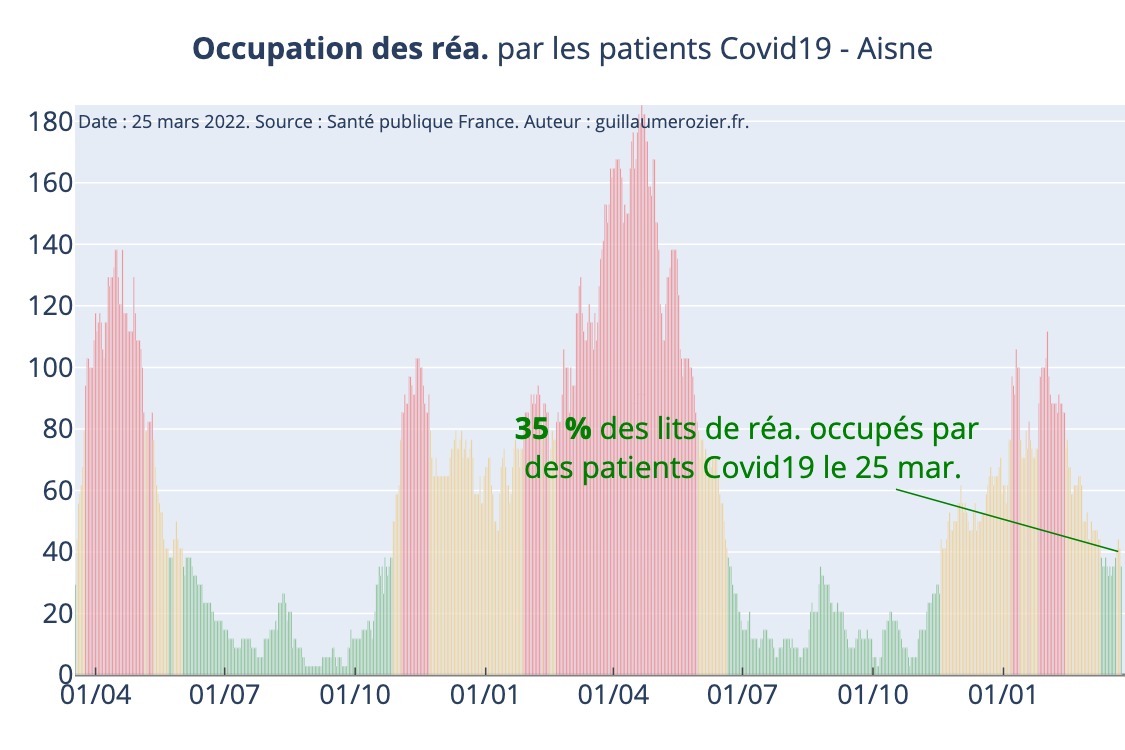 Occupation des réa. par les patients Covid19 - Aisne
180
Date : 25 mars 2022. Source : Santé publique France. Auteur : guillaumerozier.fr.
160
140
120
100
80
35 % des lits de réa. occupés par
des patients Covid19 le 25 mar.
60
40
20
0
01/04 01/07 01/10 01/01 01/04 01/07 01/10 01/01